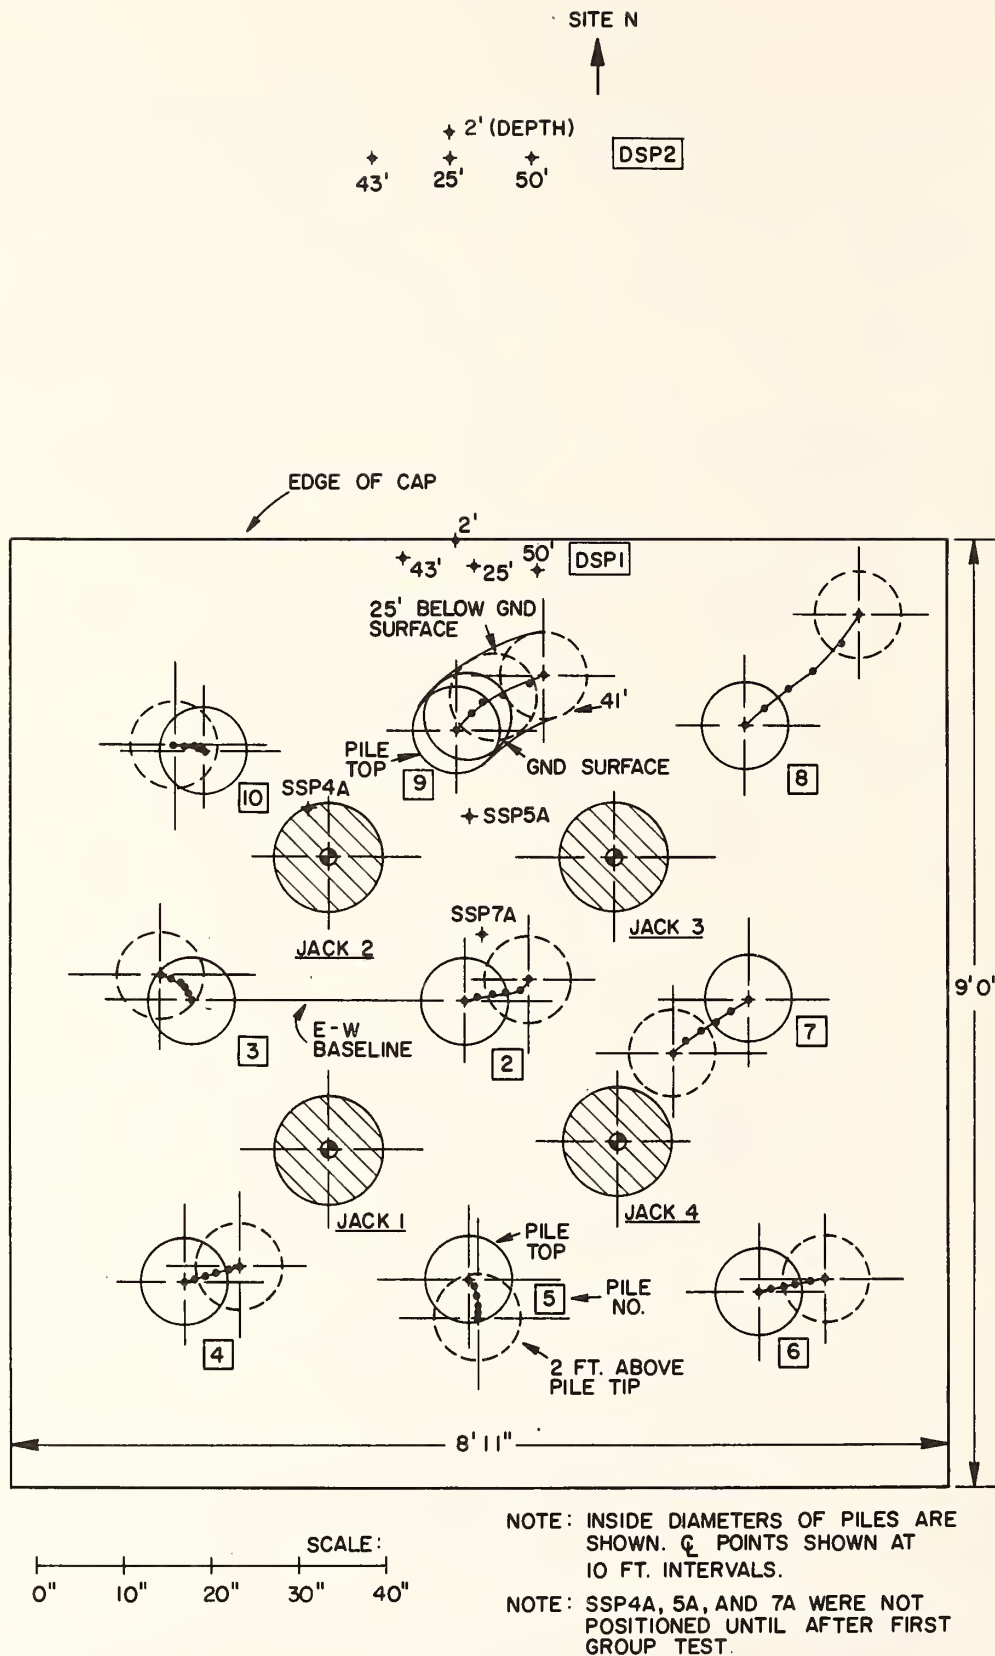 SITE N
2' (DEPTH)
DSP2
43'
25'
50'
EDGE OF CAP
2'
43'
25'
50'
DSP1
25' BELOW GND
SURFACE
41'
PILE
TOP
9
GND SURFACE
8
10
SSP4A
SSP5A
JACK 2
SSP7A
JACK 3
9'0"
3
E-W
BASELINE
2
7
JACK 1
JACK 4
PILE
TOP
5
PILE
NO.
4
6
2 FT. ABOVE
PILE TIP
8' 11"
SCALE:
0" 10" 20" 30" 40"
NOTE: INSIDE DIAMETERS OF PILES ARE
SHOWN. ℄ POINTS SHOWN AT
10 FT. INTERVALS.
NOTE: SSP4A, 5A, AND 7A WERE NOT
POSITIONED UNTIL AFTER FIRST
GROUP TEST.